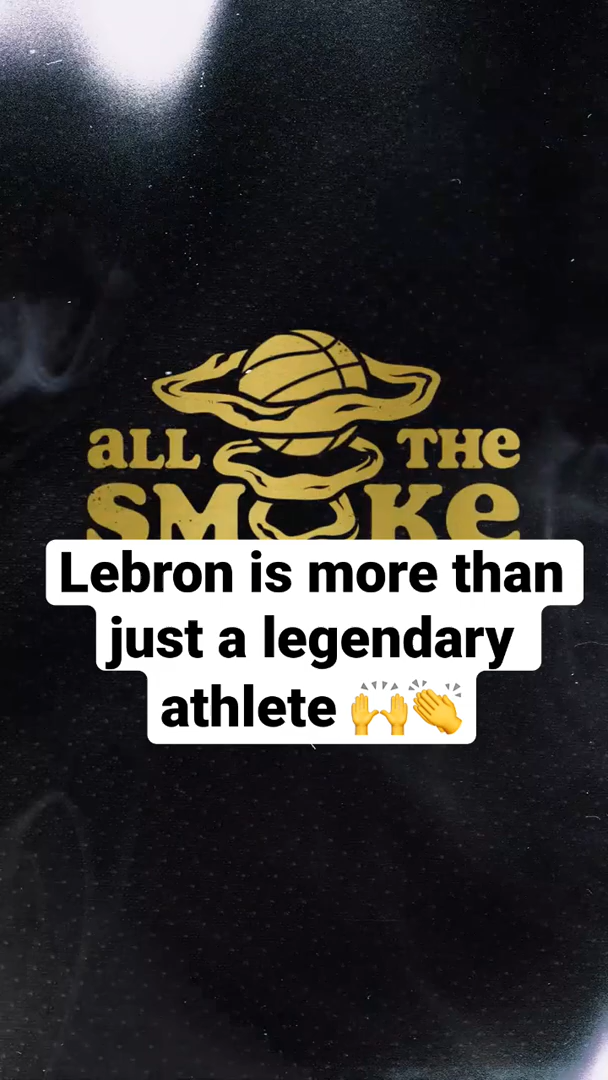 aLL THe
SMOKe
Lebron is more than
just a legendary
athlete 🙌👏